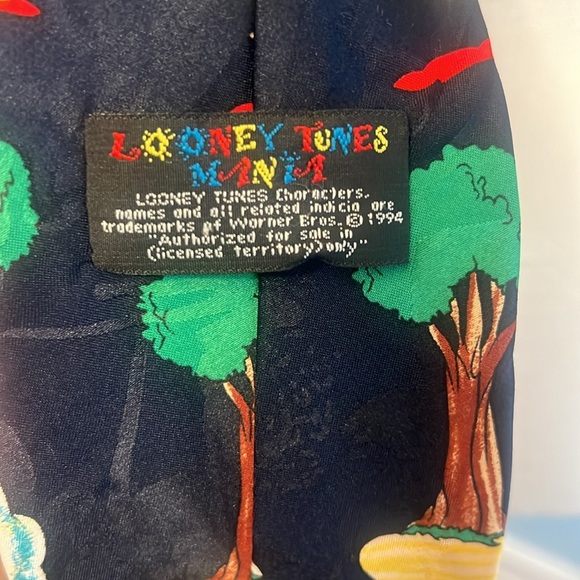 LOONEY TUNES
MANIA
LOONEY TUNES Characters,
names and all related indicia are
trademarks of Warner Bros. © 1994
"Authorized for sale in
(licensed territory) only"